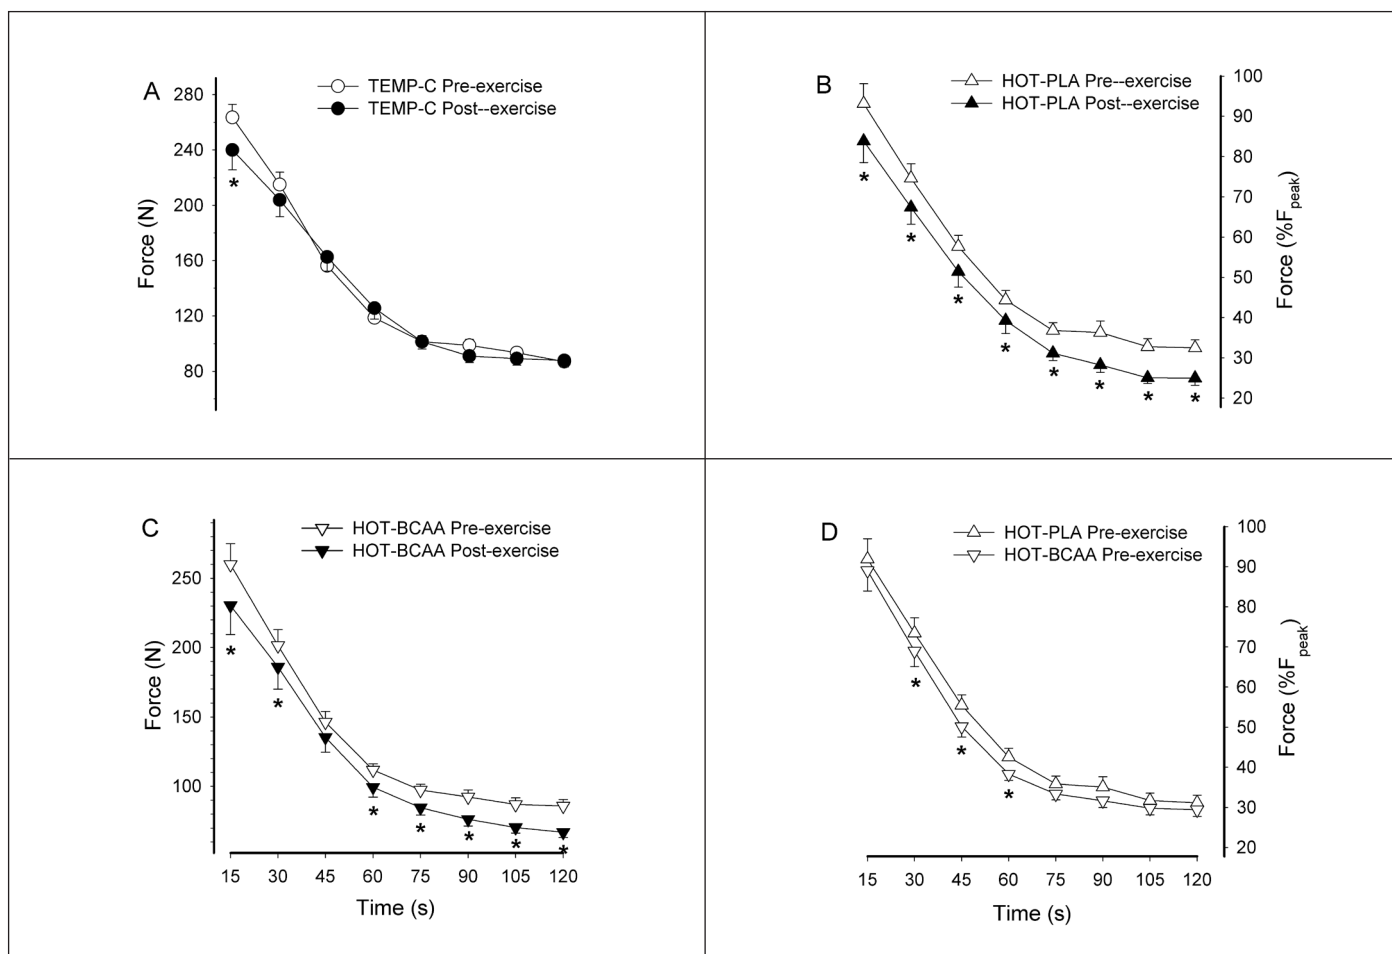 A
TEMP-C Pre-exercise
TEMP-C Post--exercise
Force (N)
280
240
200
160
120
80
*
B
HOT-PLA Pre--exercise
HOT-PLA Post--exercise
100
90
80
70
60
50
40
30
20
Force (%Fpeak)
* * * * * * * *
C
HOT-BCAA Pre-exercise
HOT-BCAA Post-exercise
Force (N)
250
200
150
100
* * * * * * *
15 30 45 60 75 90 105 120
Time (s)
D
HOT-PLA Pre-exercise
HOT-BCAA Pre-exercise
100
90
80
70
60
50
40
30
20
Force (%Fpeak)
* * *
15 30 45 60 75 90 105 120
Time (s)